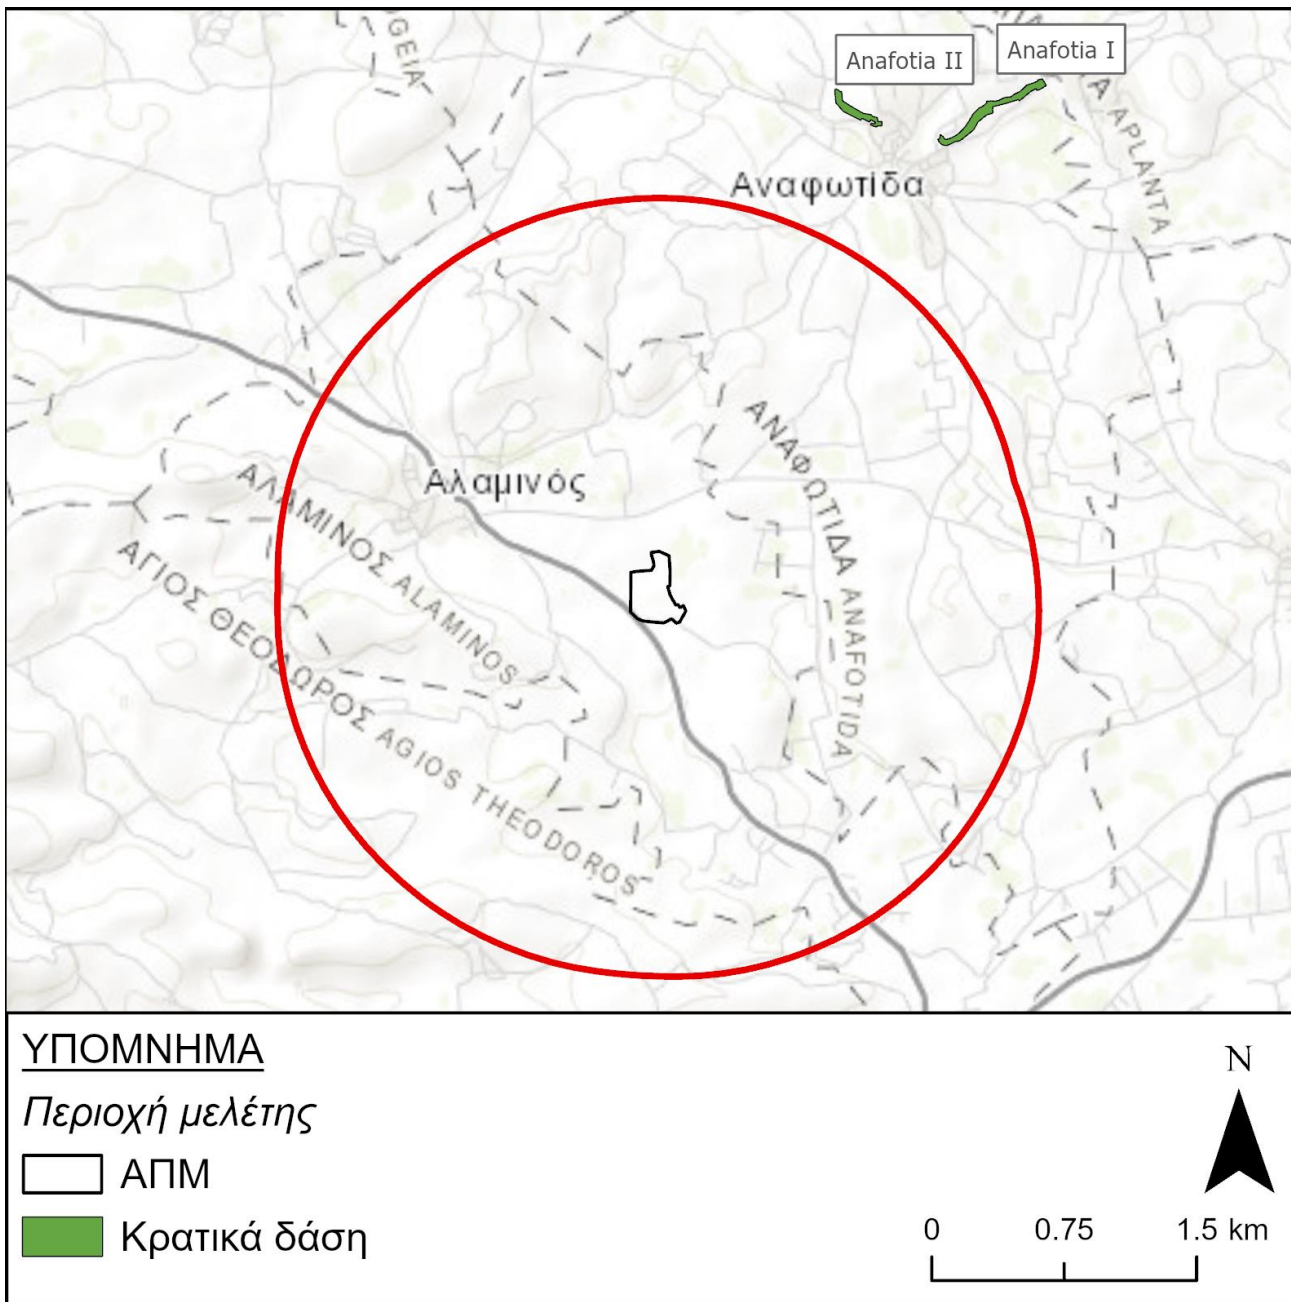 GEIA
Anafotia II
Anafotia I
APLANTA
Αναφωτίδα
ΑΝΑΦΩΤΙΔΑ ANAFOTIDA
Αλαμινός
ΑΛΑΜΙΝΟΣ ALAMINOS
ΑΓΙΟΣ ΘΕΟΔΩΡΟΣ AGIOS THEODOROS
ΥΠΟΜΝΗΜΑ
Περιοχή μελέτης
ΑΠΜ
Κρατικά δάση
N
0 0.75 1.5 km